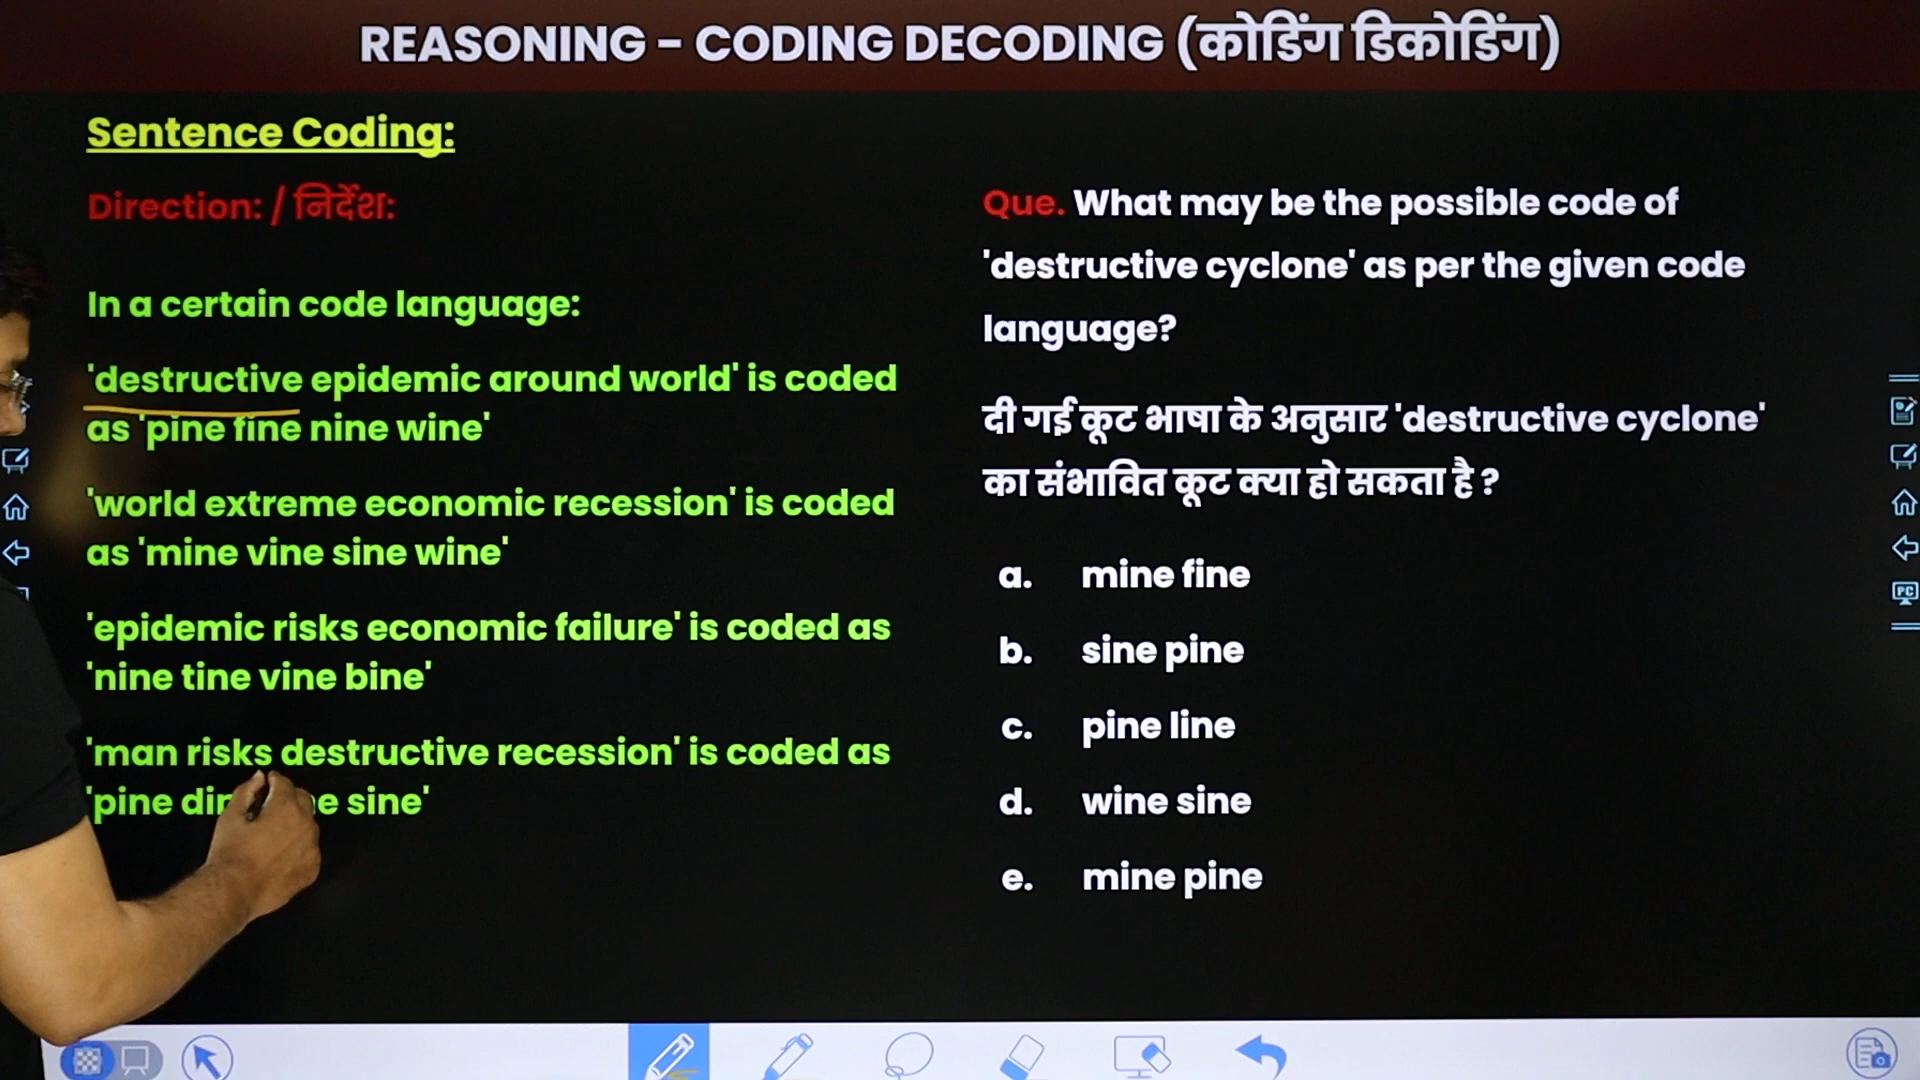 REASONING - CODING DECODING (कोडिंग डिकोडिंग)
Sentence Coding:
Direction: / निर्देश:
In a certain code language:
'destructive epidemic around world' is coded
as 'pine fine nine wine'
'world extreme economic recession' is coded
as 'mine vine sine wine'
'epidemic risks economic failure' is coded as
'nine tine vine bine'
'man risks destructive recession' is coded as
'pine sine'
Que. What may be the possible code of
'destructive cyclone' as per the given code
language?
दी गई कूट भाषा के अनुसार 'destructive cyclone'
का संभावित कूट क्या हो सकता है ?
a. mine fine
b. sine pine
c. pine line
d. wine sine
e. mine pine
PC